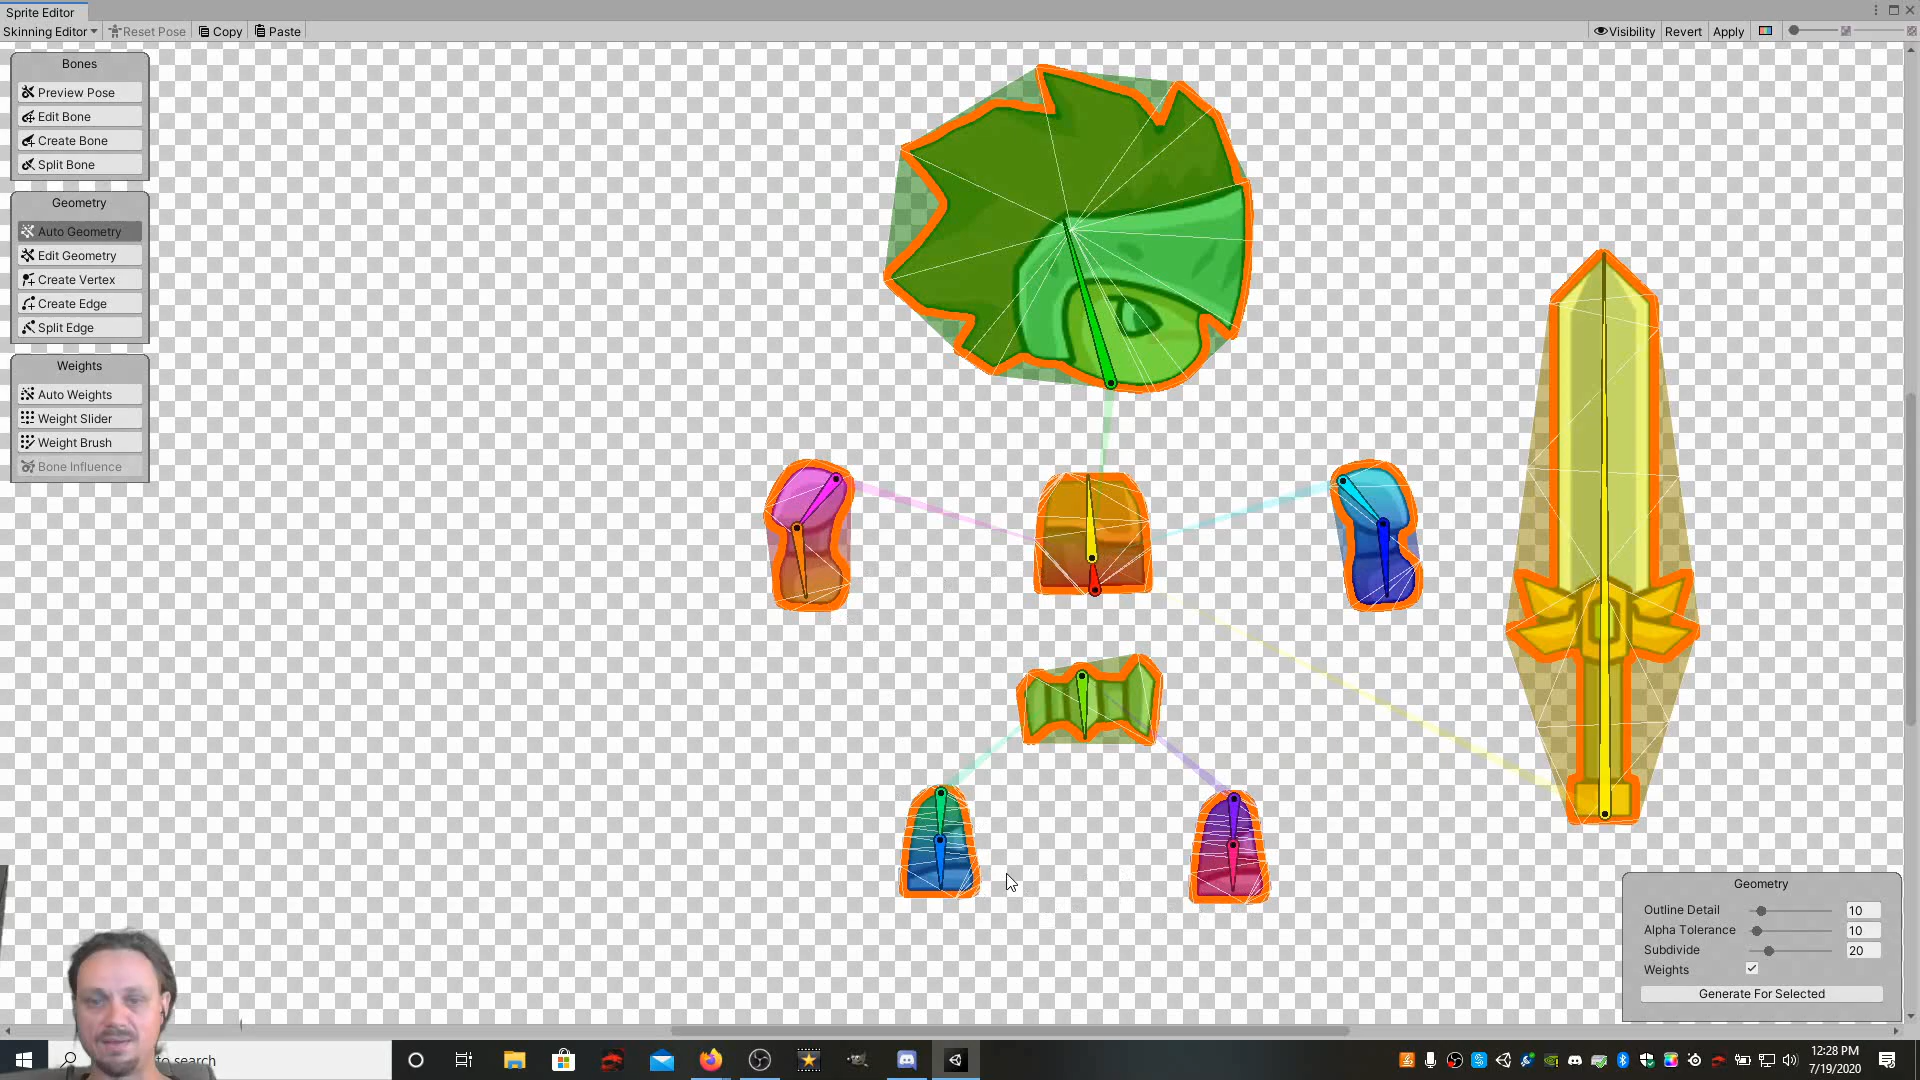 Sprite Editor
Skinning Editor
Reset Pose
Copy
Paste
Visibility
Revert
Apply
Bones
Preview Pose
Edit Bone
Create Bone
Split Bone
Geometry
Auto Geometry
Edit Geometry
Create Vertex
Create Edge
Split Edge
Weights
Auto Weights
Weight Slider
Weight Brush
Bone Influence
Geometry
Outline Detail 10
Alpha Tolerance 10
Subdivide 20
Weights
Generate For Selected
to search
12:28 PM
7/19/2020